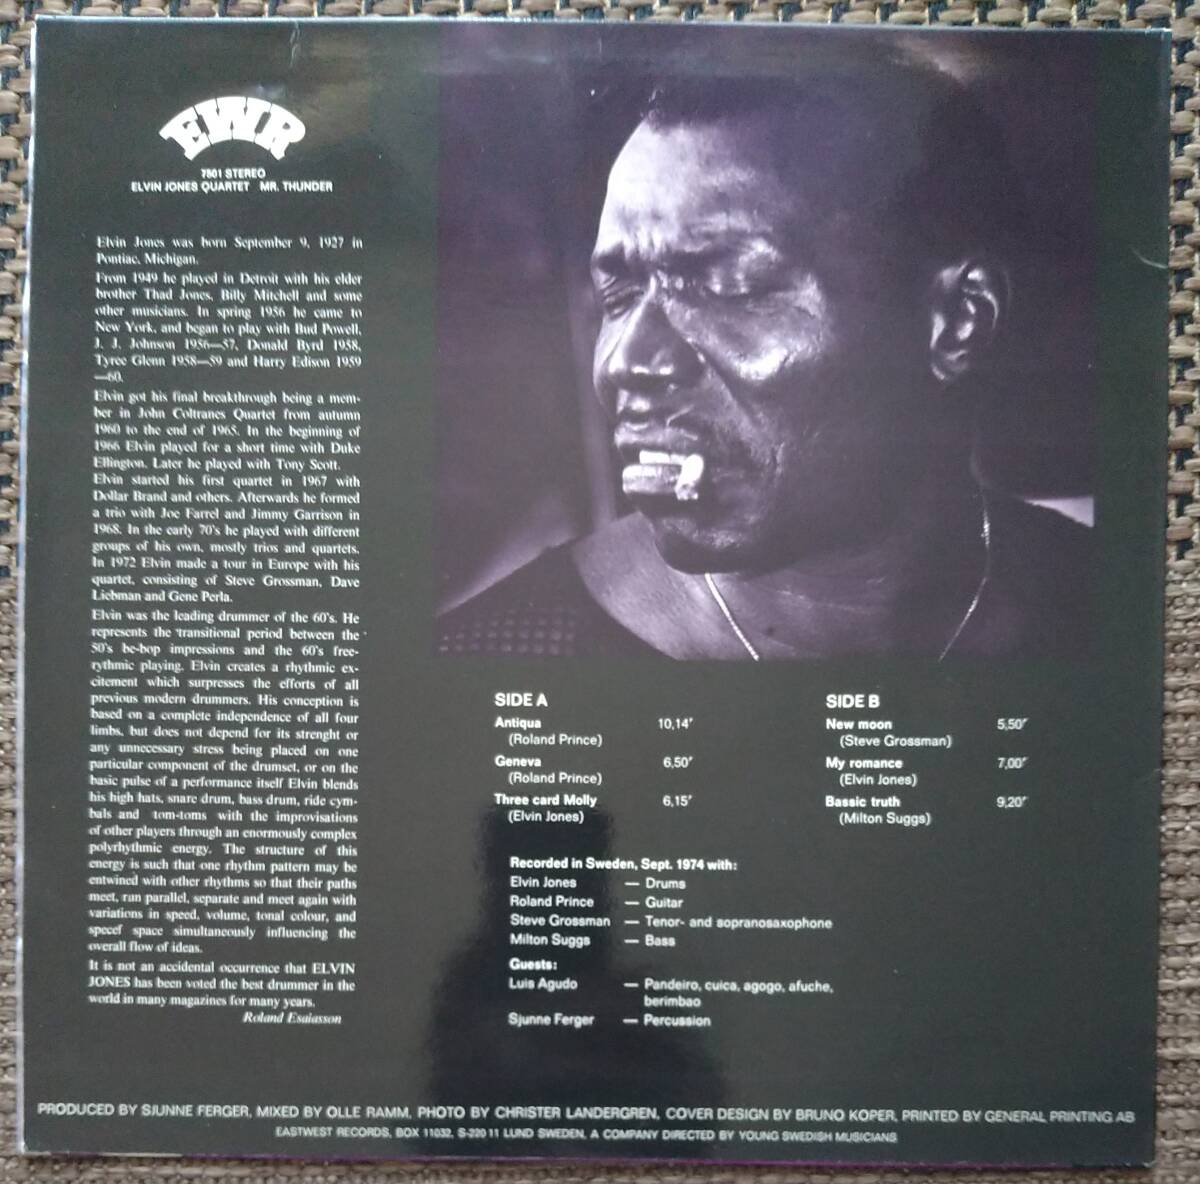 EWR
7501 STEREO
ELVIN JONES QUARTET MR. THUNDER
Elvin Jones was born September 9, 1927 in
Pontiac, Michigan.
From 1949 he played in Detroit with his elder
brother Thad Jones, Billy Mitchell and some
other musicians. In spring 1956 he came to
New York, and began to play with Bud Powell,
J. J. Johnson 1956—57, Donald Byrd 1958,
Tyree Glenn 1958—59 and Harry Edison 1959
—60.
Elvin got his final breakthrough being a mem-
ber in John Coltranes Quartet from autumn
1960 to the end of 1965. In the beginning of
1966 Elvin played for a short time with Duke
Ellington. Later he played with Tony Scott.
Elvin started his first quartet in 1967 with
Dollar Brand and others. Afterwards he formed
a trio with Joe Farrel and Jimmy Garrison in
1968. In the early 70's he played with different
groups of his own, mostly trios and quartets.
In 1972 Elvin made a tour in Europe with his
quartet, consisting of Steve Grossman, Dave
Liebman and Gene Perla.
Elvin was the leading drummer of the 60's. He
represents the transitional period between the
50's be-bop impressions and the 60's free-
rythmic playing. Elvin creates a rhythmic ex-
citement which surpresses the efforts of all
previous modern drummers. His conception is
based on a complete independence of all four
limbs, but does not depend for its strenght or
any unnecessary stress being placed on one
particular component of the drumset, or on the
basic pulse of a performance itself Elvin blends
his high hats, snare drum, bass drum, ride cym-
bals and tom-toms with the improvisations
of other players through an enormously complex
polyrhythmic energy. The structure of this
energy is such that one rhythm pattern may be
entwined with other rhythms so that their paths
meet, run parallel, separate and meet again with
variations in speed, volume, tonal colour, and
speeef space simultaneously influencing the
overall flow of ideas.
It is not an accidental occurrence that ELVIN
JONES has been voted the best drummer in the
world in many magazines for many years.
Roland Esaiasson
SIDE A
Antiqua 10,14'
(Roland Prince)
Geneva 6,50'
(Roland Prince)
Three card Molly 6,15'
(Elvin Jones)
SIDE B
New moon 5,50'
(Steve Grossman)
My romance 7,00'
(Elvin Jones)
Bassic truth 9,20'
(Milton Suggs)
Recorded in Sweden, Sept. 1974 with:
Elvin Jones — Drums
Roland Prince — Guitar
Steve Grossman — Tenor- and sopranosaxophone
Milton Suggs — Bass
Guests:
Luis Agudo — Pandeiro, cuica, agogo, afuche,
berimbao
Sjunne Ferger — Percussion
PRODUCED BY SJUNNE FERGER, MIXED BY OLLE RAMM, PHOTO BY CHRISTER LANDERGREN, COVER DESIGN BY BRUNO KOPER, PRINTED BY GENERAL PRINTING AB
EASTWEST RECORDS, BOX 11032, S-220 11 LUND SWEDEN, A COMPANY DIRECTED BY YOUNG SWEDISH MUSICIANS